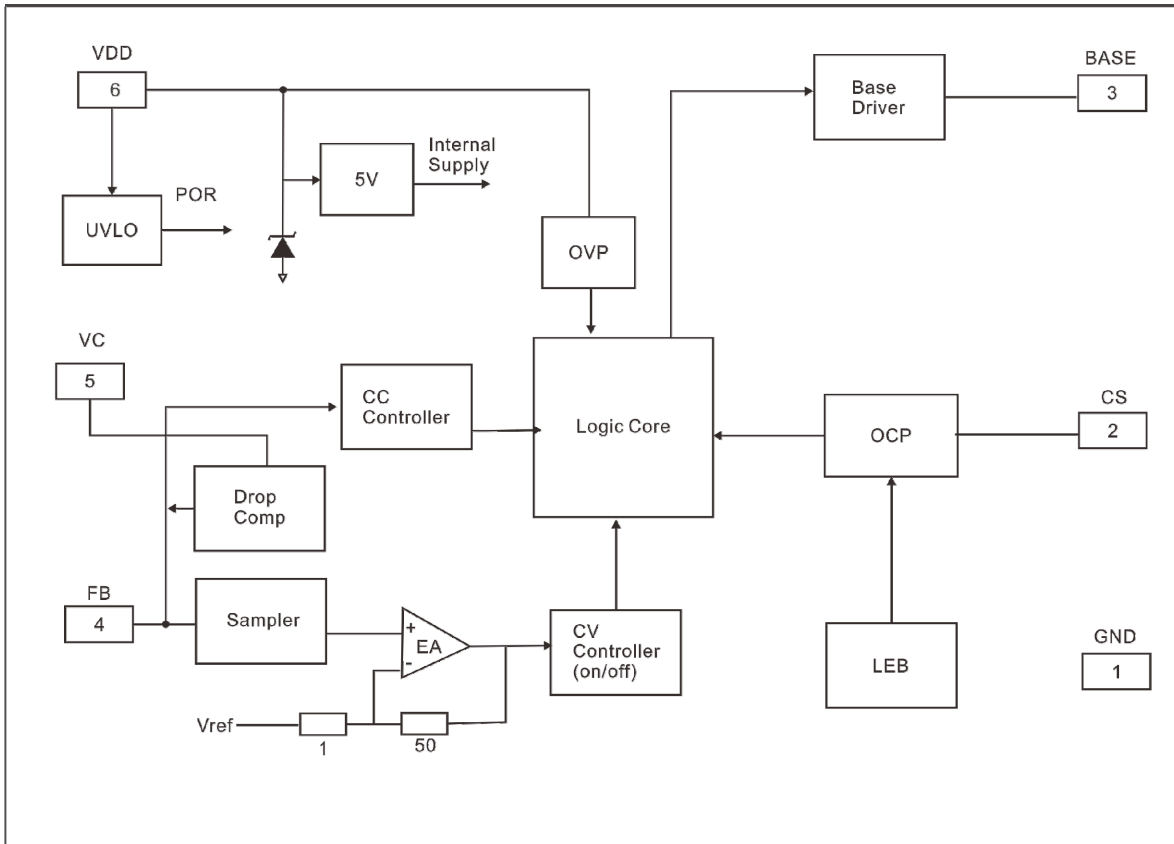 VDD
6
BASE
3
Base
Driver
Internal
Supply
5V
POR
UVLO
OVP
VC
5
CC
Controller
Logic Core
CS
2
OCP
Drop
Comp
FB
4
Sampler
+
EA
-
CV
Controller
(on/off)
LEB
GND
1
Vref
1
50